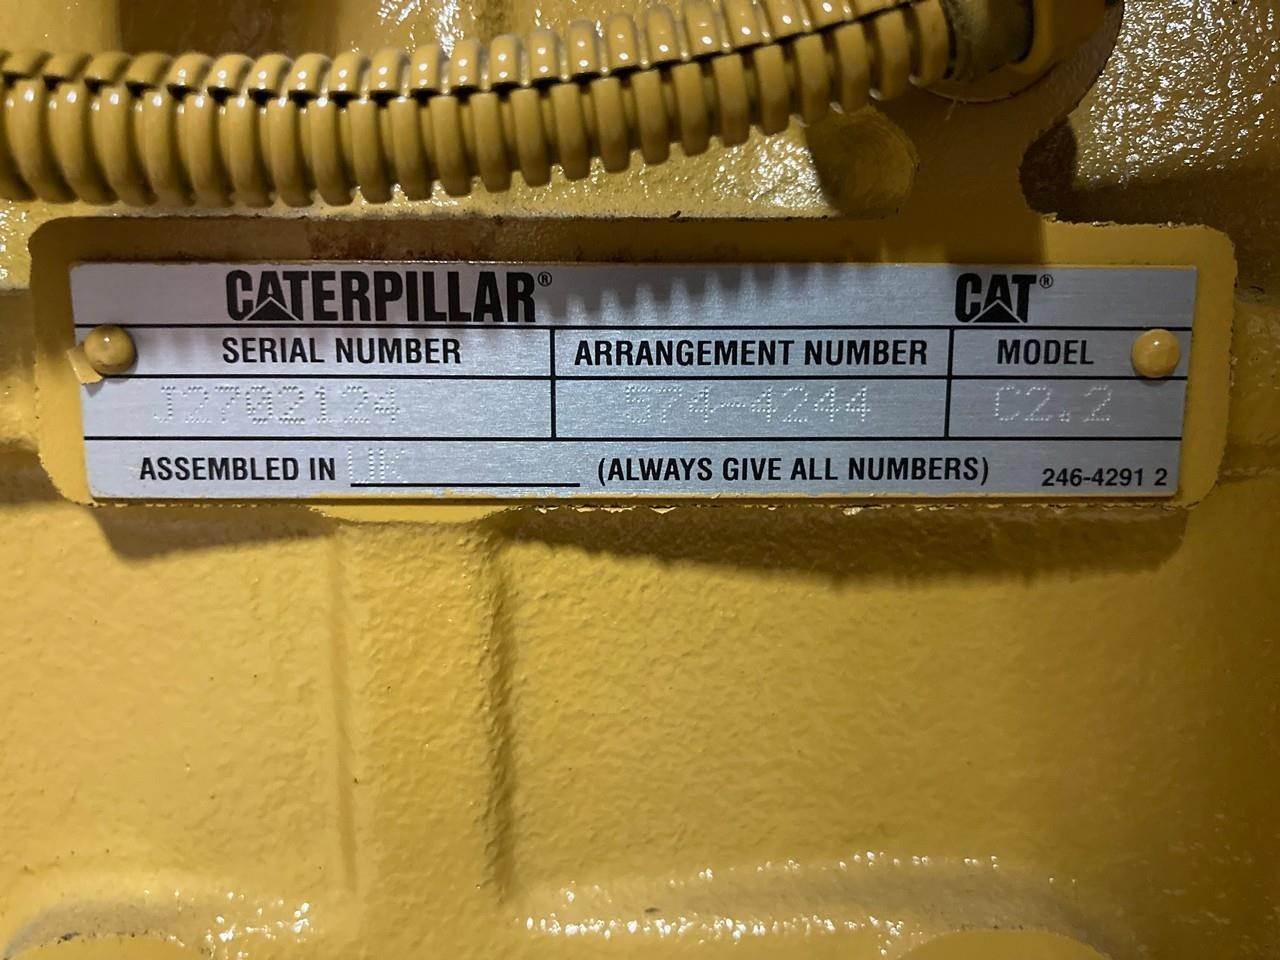 CATERPILLAR® CAT®
SERIAL NUMBER ARRANGEMENT NUMBER MODEL
J2702124 574-4244 C2.2
ASSEMBLED IN UK (ALWAYS GIVE ALL NUMBERS) 246-4291 2